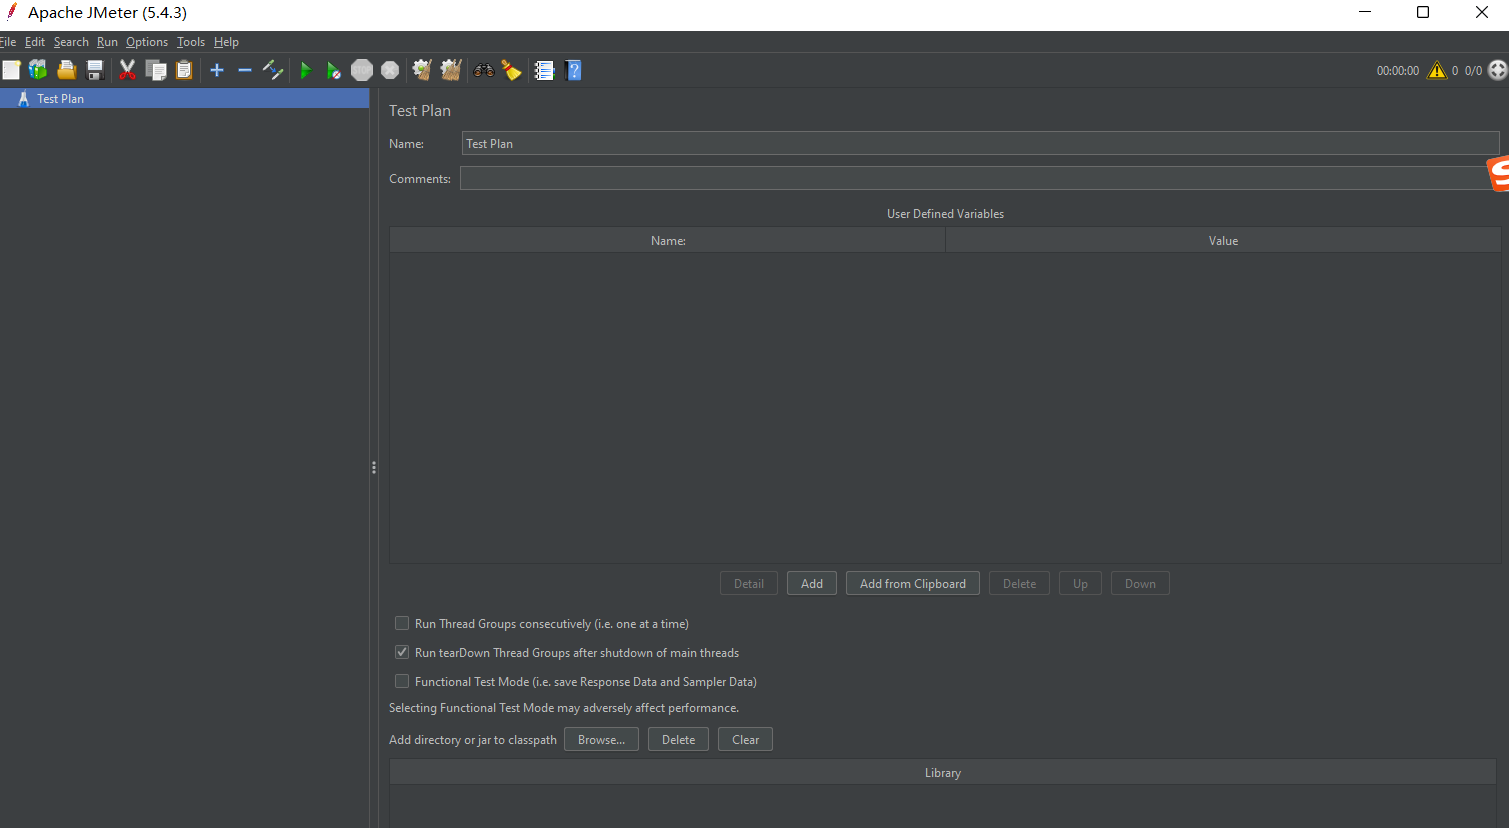 Apache JMeter (5.4.3)
File Edit Search Run Options Tools Help
STOP ? 00:00:00 0 0/0
Test Plan
Test Plan
Name: Test Plan
Comments:
User Defined Variables
Name: Value
Detail Add Add from Clipboard Delete Up Down
Run Thread Groups consecutively (i.e. one at a time)
Run tearDown Thread Groups after shutdown of main threads
Functional Test Mode (i.e. save Response Data and Sampler Data)
Selecting Functional Test Mode may adversely affect performance.
Add directory or jar to classpath Browse... Delete Clear
Library